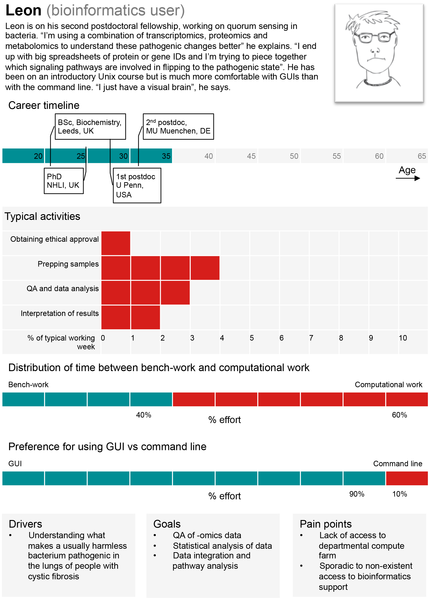 Leon (bioinformatics user)
Leon is on his second postdoctoral fellowship, working on quorum sensing in
bacteria. "I'm using a combination of transcriptomics, proteomics and
metabolomics to understand these pathogenic changes better" he explains. "I end
up with big spreadsheets of protein or gene IDs and I'm trying to piece together
which signaling pathways are involved in flipping to the pathogenic state". He has
been on an introductory Unix course but is much more comfortable with GUIs than
with the command line. "I just have a visual brain", he says.
Career timeline
BSc, Biochemistry,
Leeds, UK
2nd postdoc,
MU Muenchen, DE
20 25 30 35 40 45 50 55 60 65
PhD
NHLI, UK
1st postdoc
U Penn,
USA
Age
Typical activities
Obtaining ethical approval
Prepping samples
QA and data analysis
Interpretation of results
% of typical working
week
0 1 2 3 4 5 6 7 8 9 10
Distribution of time between bench-work and computational work
Bench-work Computational work
40% 60%
% effort
Preference for using GUI vs command line
GUI Command line
% effort 90% 10%
Drivers
• Understanding what
makes a usually harmless
bacterium pathogenic in
the lungs of people with
cystic fibrosis
Goals
• QA of -omics data
• Statistical analysis of data
• Data integration and
pathway analysis
Pain points
• Lack of access to
departmental compute
farm
• Sporadic to non-existent
access to bioinformatics
support